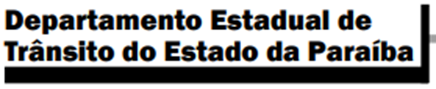 Departamento Estadual de
Trânsito do Estado da Paraíba